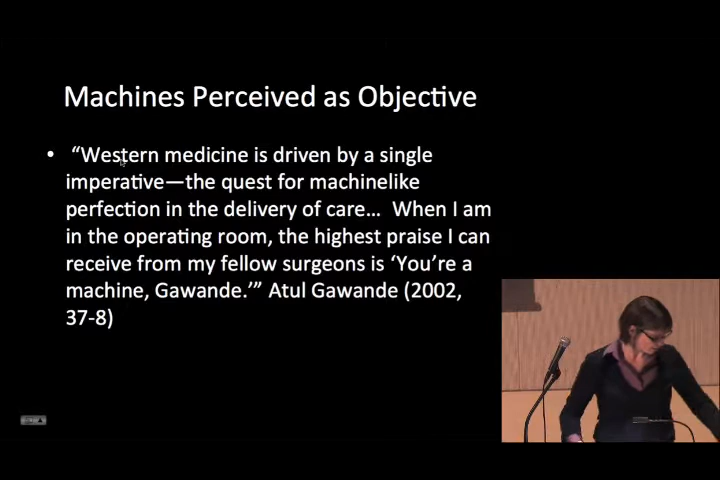 Machines Perceived as Objective
• “Western medicine is driven by a single
imperative—the quest for machinelike
perfection in the delivery of care… When I am
in the operating room, the highest praise I can
receive from my fellow surgeons is ‘You’re a
machine, Gawande.’” Atul Gawande (2002,
37-8)